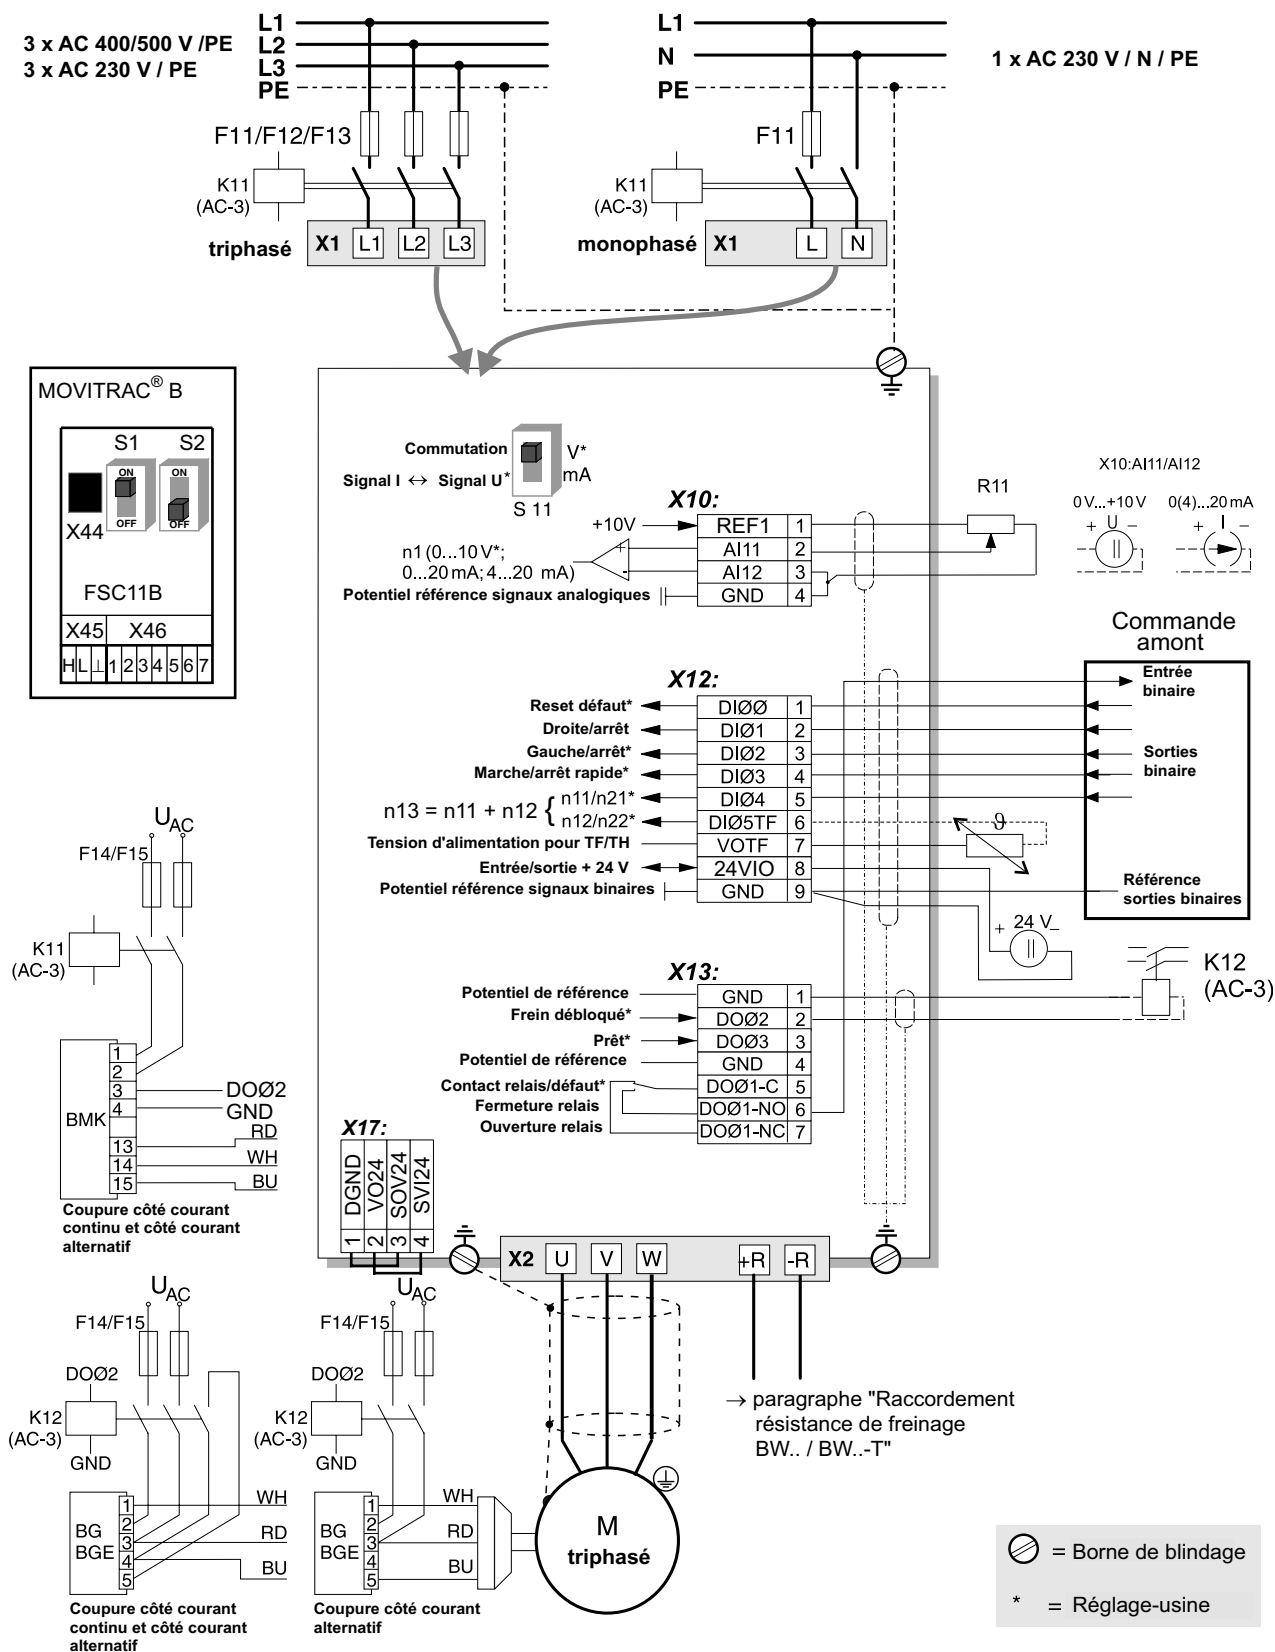 3 x AC 400/500 V /PE
3 x AC 230 V / PE
L1
L2
L3
PE
L1
N
PE
1 x AC 230 V / N / PE
F11/F12/F13
F11
K11
(AC-3)
K11
(AC-3)
triphasé
X1 L1 L2 L3
monophasé
X1 L N
MOVITRAC® B
S1 S2
ON ON
OFF OFF
X44
FSC11B
X45 X46
H L ⊥ 1 2 3 4 5 6 7
Commutation
Signal I ↔ Signal U*
V*
mA
S 11
X10:
+10V REF1 1
n1 (0...10 V*; AI11 2
0...20 mA; 4...20 mA) AI12 3
+
-
Potentiel référence signaux analogiques GND 4
R11
X10:AI11/AI12
0 V...+10 V 0(4)...20 mA
+ U − + I −
Commande
amont
Entrée
binaire
Sorties
binaire
Référence
sorties binaires
X12:
Reset défaut* DIØØ 1
Droite/arrêt DIØ1 2
Gauche/arrêt* DIØ2 3
Marche/arrêt rapide* DIØ3 4
n13 = n11 + n12 {
n11/n21* DIØ4 5
n12/n22* DIØ5TF 6
Tension d'alimentation pour TF/TH VOTF 7
Entrée/sortie + 24 V 24VIO 8
Potentiel référence signaux binaires GND 9
ϑ
+ 24 V −
K12
(AC-3)
X13:
Potentiel de référence GND 1
Frein débloqué* DOØ2 2
Prêt* DOØ3 3
Potentiel de référence GND 4
Contact relais/défaut* DOØ1-C 5
Fermeture relais DOØ1-NO 6
Ouverture relais DOØ1-NC 7
UAC
F14/F15
K11
(AC-3)
BMK
1
2
3 DOØ2
4 GND
13 RD
14 WH
15 BU
Coupure côté courant
continu et côté courant
alternatif
X17:
DGND VO24 SOV24 SVI24
1 2 3 4
X2 U V W +R -R
→ paragraphe "Raccordement
résistance de freinage
BW.. / BW..-T"
UAC
F14/F15
DOØ2
K12
(AC-3)
GND
BG
BGE
1 WH
2
3 RD
4
5 BU
Coupure côté courant
continu et côté courant
alternatif
UAC
F14/F15
DOØ2
K12
(AC-3)
GND
BG
BGE
1 WH
2
3 RD
4
5 BU
Coupure côté courant
alternatif
M
triphasé
= Borne de blindage
* = Réglage-usine